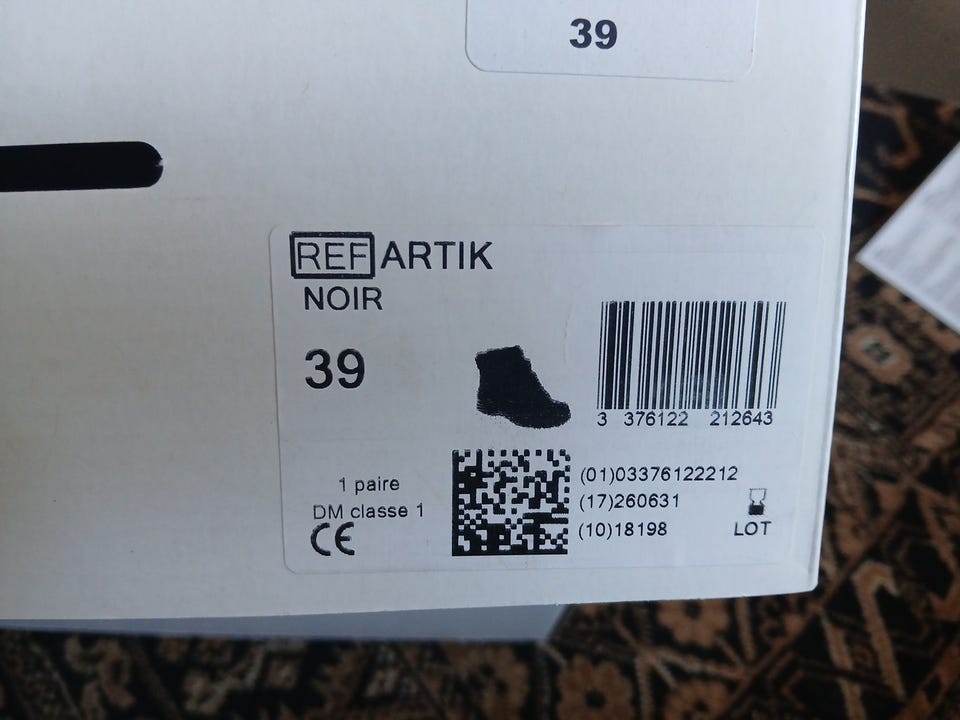 39
REF ARTIK
NOIR
39
3 376122 212643
1 paire
DM classe 1
CE
(01)03376122212
(17)260631
(10)18198
LOT